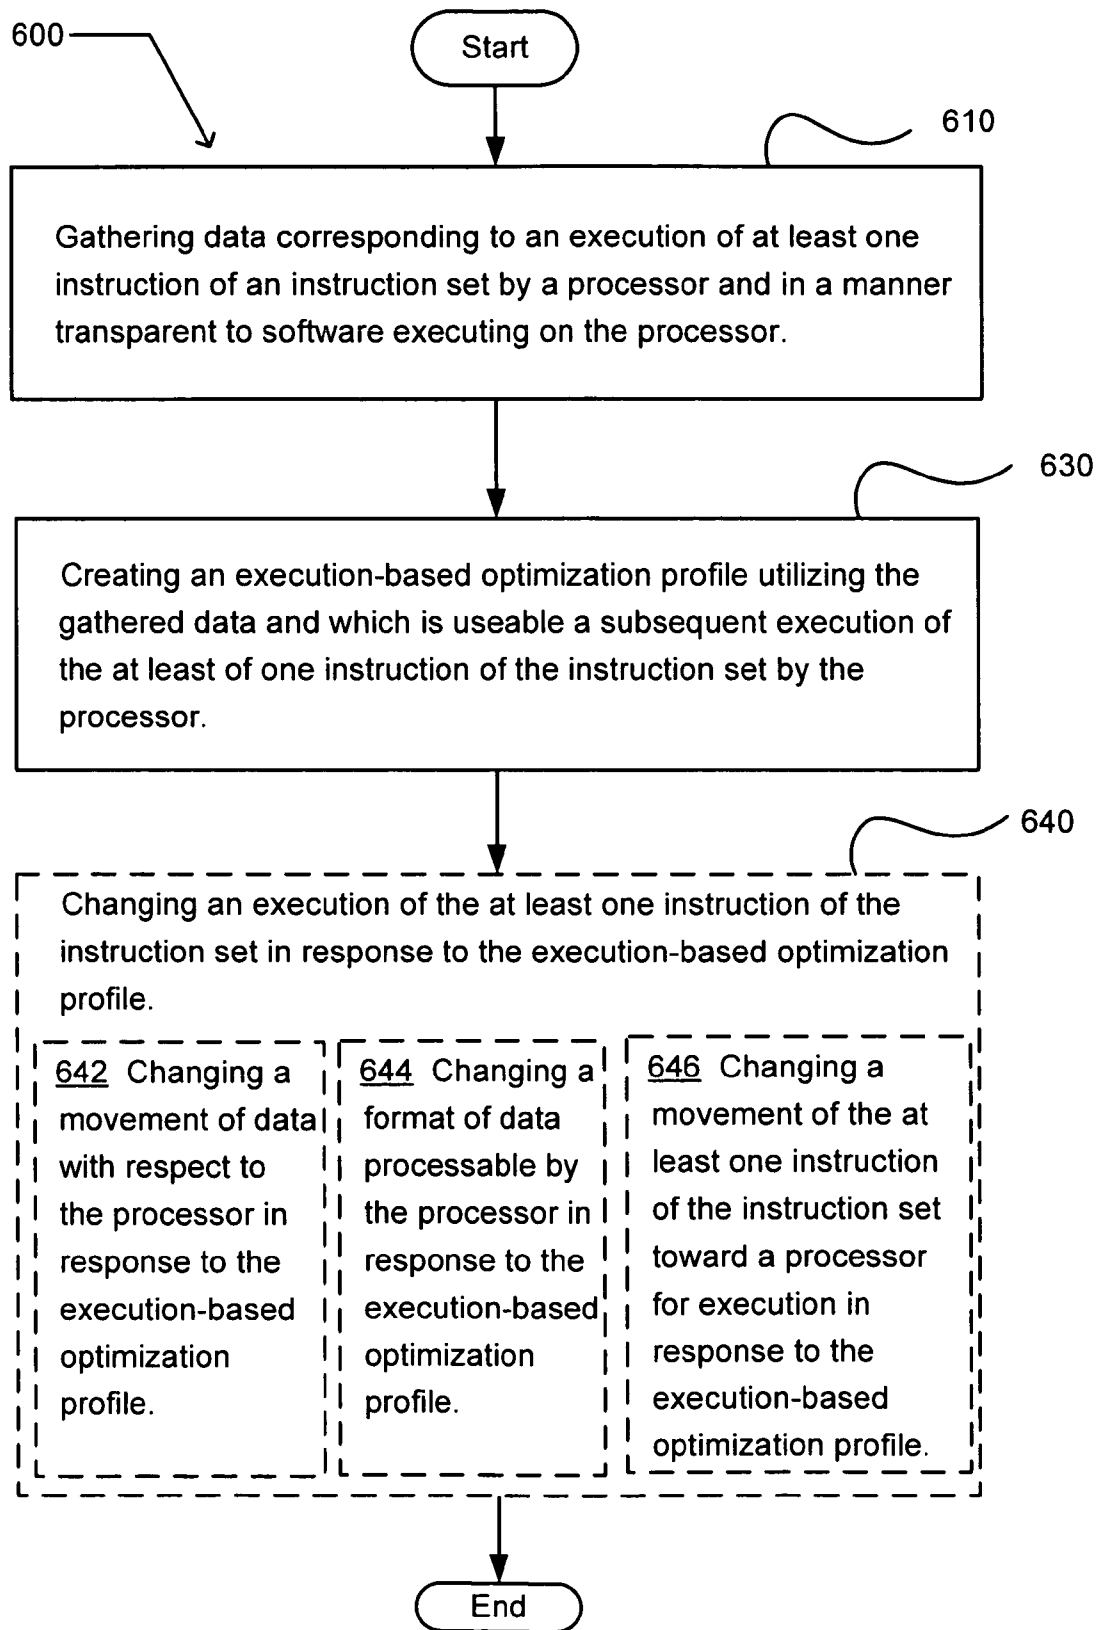 600
Start
610
Gathering data corresponding to an execution of at least one
instruction of an instruction set by a processor and in a manner
transparent to software executing on the processor.
630
Creating an execution-based optimization profile utilizing the
gathered data and which is useable a subsequent execution of
the at least of one instruction of the instruction set by the
processor.
640
Changing an execution of the at least one instruction of the
instruction set in response to the execution-based optimization
profile.
642 Changing a
movement of data
with respect to
the processor in
response to the
execution-based
optimization
profile.
644 Changing a
format of data
processable by
the processor in
response to the
execution-based
optimization
profile.
646 Changing a
movement of the at
least one instruction
of the instruction set
toward a processor
for execution in
response to the
execution-based
optimization profile.
End